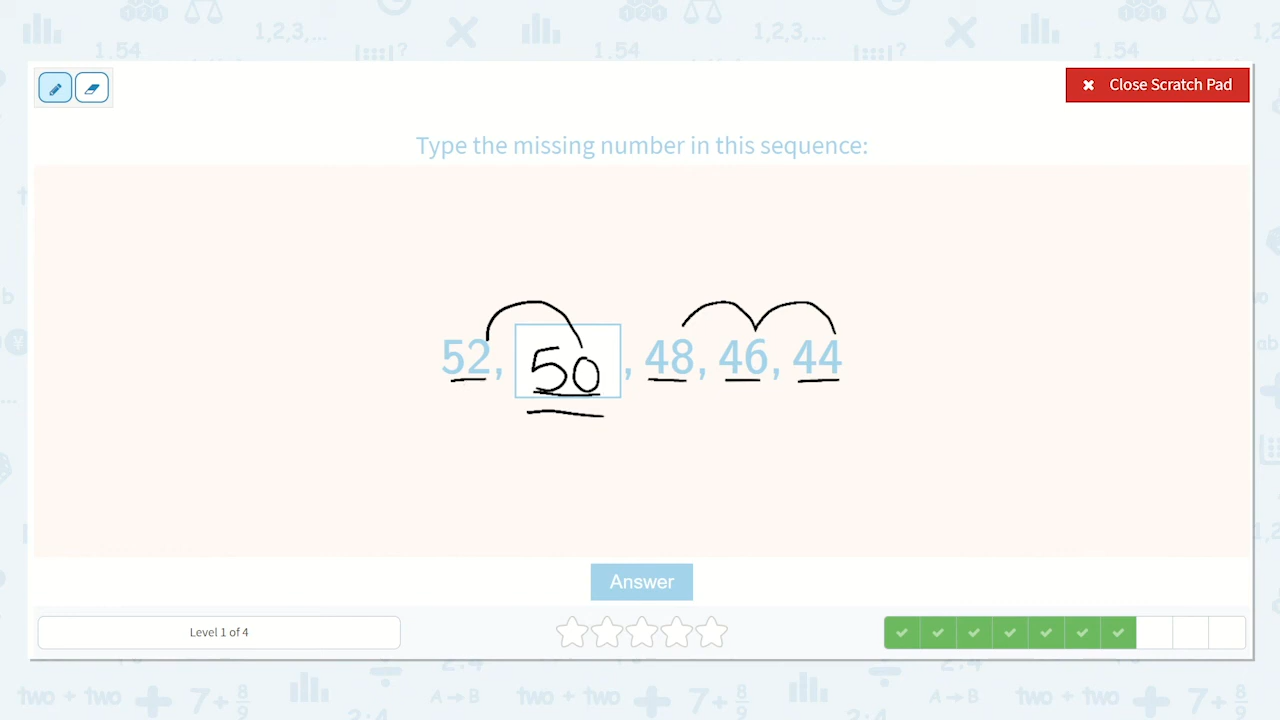 Close Scratch Pad
Type the missing number in this sequence:
52, 50, 48, 46, 44
Answer
Level 1 of 4